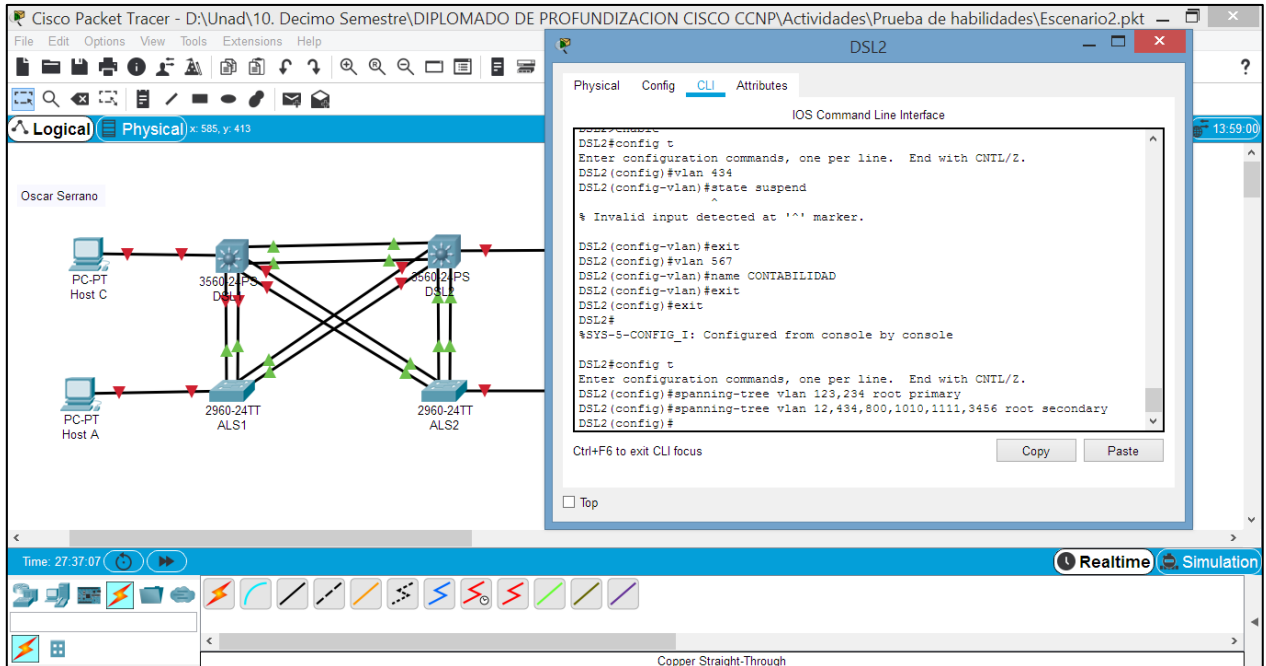 Cisco Packet Tracer - D:\Unad\10. Decimo Semestre\DIPLOMADO DE PROFUNDIZACION CISCO CCNP\Actividades\Prueba de habilidades\Escenario2.pkt
File Edit Options View Tools Extensions Help
?
Logical Physical x: 585, y: 413
13:59:00
Oscar Serrano
PC-PT
Host C
3560-24PS
DSL1
3560-24PS
DSL2
PC-PT
Host A
2960-24TT
ALS1
2960-24TT
ALS2
DSL2
Physical Config CLI Attributes
IOS Command Line Interface
DSL2>enable
DSL2#config t
Enter configuration commands, one per line. End with CNTL/Z.
DSL2(config)#vlan 434
DSL2(config-vlan)#state suspend
^
% Invalid input detected at '^' marker.
DSL2(config-vlan)#exit
DSL2(config)#vlan 567
DSL2(config-vlan)#name CONTABILIDAD
DSL2(config-vlan)#exit
DSL2(config)#exit
DSL2#
%SYS-5-CONFIG_I: Configured from console by console
DSL2#config t
Enter configuration commands, one per line. End with CNTL/Z.
DSL2(config)#spanning-tree vlan 123,234 root primary
DSL2(config)#spanning-tree vlan 12,434,800,1010,1111,3456 root secondary
DSL2(config)#
Ctrl+F6 to exit CLI focus
Copy Paste
Top
Time: 27:37:07
Realtime Simulation
Copper Straight-Through